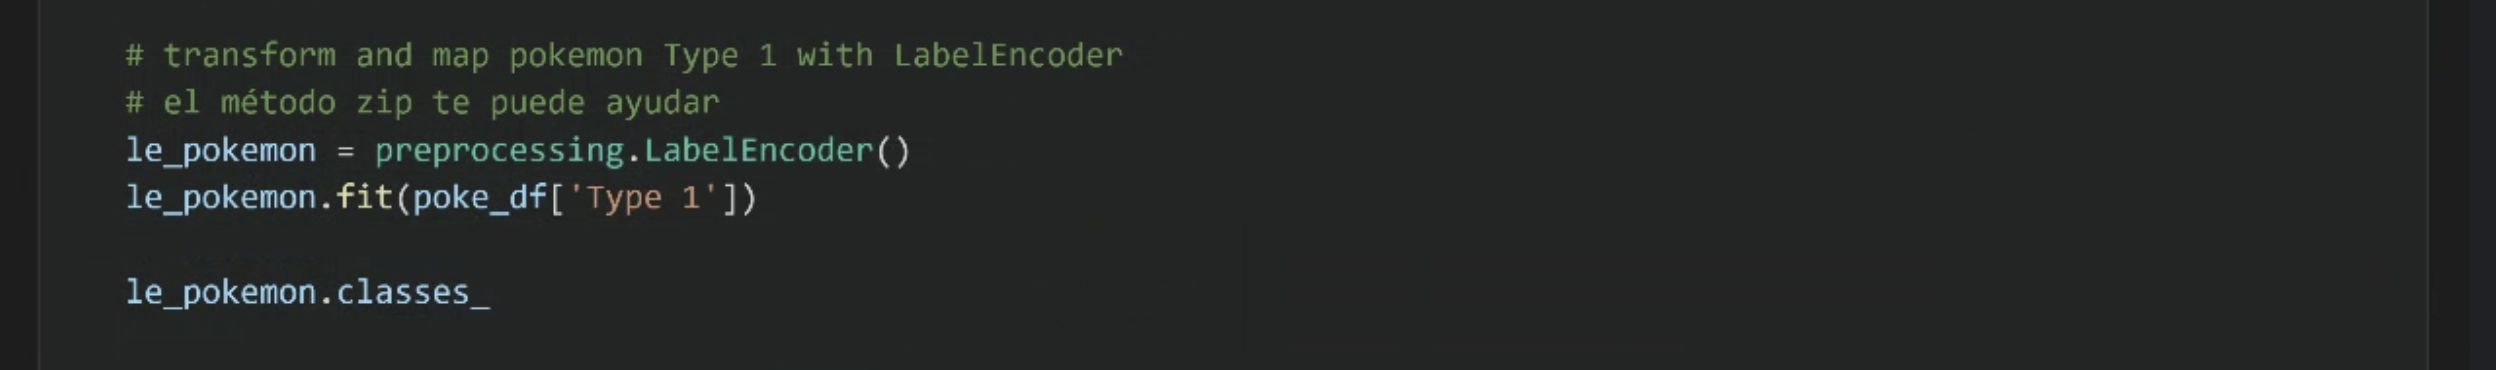 # transform and map pokemon Type 1 with LabelEncoder
# el método zip te puede ayudar
le_pokemon = preprocessing.LabelEncoder()
le_pokemon.fit(poke_df['Type 1'])
le_pokemon.classes_